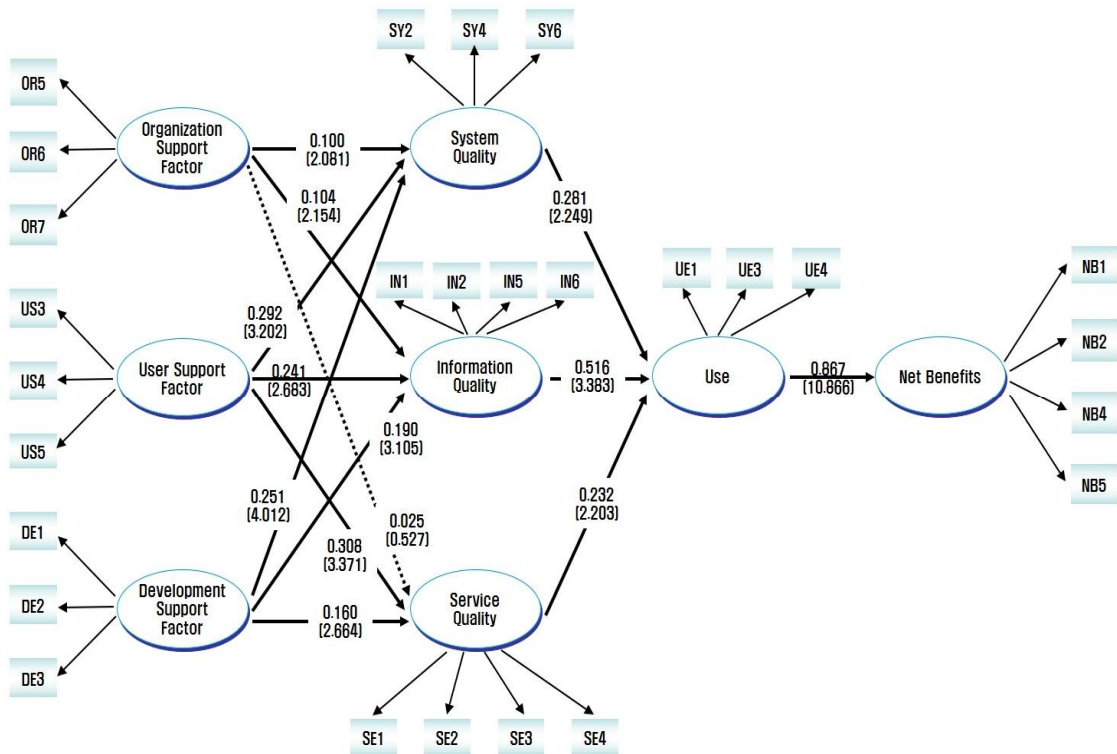 SY2
SY4
SY6
OR5
OR6
OR7
Organization
Support
Factor
0.100
(2.081)
System
Quality
0.104
(2.154)
0.281
(2.249)
UE1
UE3
UE4
NB1
NB2
NB4
NB5
IN1
IN2
IN5
IN6
US3
US4
US5
User Support
Factor
0.292
(3.202)
0.241
(2.683)
Information
Quality
0.516
(3.383)
Use
0.867
(10.866)
Net Benefits
0.190
(3.105)
0.251
(4.012)
0.025
(0.527)
0.308
(3.371)
0.232
(2.203)
DE1
DE2
DE3
Development
Support
Factor
0.160
(2.664)
Service
Quality
SE1
SE2
SE3
SE4